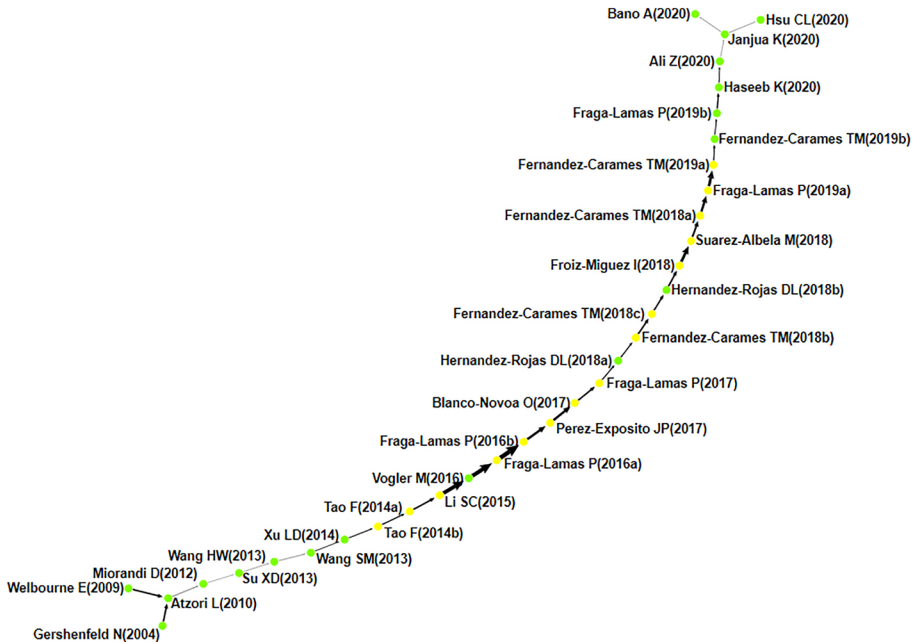 Bano A(2020)
Hsu CL(2020)
Janjua K(2020)
Ali Z(2020)
Haseeb K(2020)
Fraga-Lamas P(2019b)
Fernandez-Carames TM(2019b)
Fernandez-Carames TM(2019a)
Fraga-Lamas P(2019a)
Fernandez-Carames TM(2018a)
Suarez-Albela M(2018)
Froiz-Miguez I(2018)
Hernandez-Rojas DL(2018b)
Fernandez-Carames TM(2018c)
Fernandez-Carames TM(2018b)
Hernandez-Rojas DL(2018a)
Fraga-Lamas P(2017)
Blanco-Novoa O(2017)
Perez-Exposito JP(2017)
Fraga-Lamas P(2016b)
Fraga-Lamas P(2016a)
Vogler M(2016)
Li SC(2015)
Tao F(2014a)
Tao F(2014b)
Xu LD(2014)
Wang SM(2013)
Wang HW(2013)
Su XD(2013)
Miorandi D(2012)
Welbourne E(2009)
Atzori L(2010)
Gershenfeld N(2004)